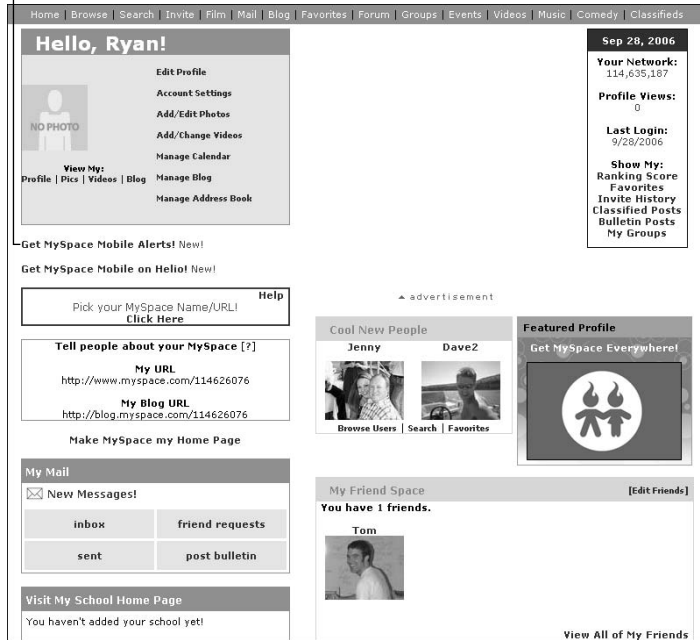 Home | Browse | Search | Invite | Film | Mail | Blog | Favorites | Forum | Groups | Events | Videos | Music | Comedy | Classifieds
Hello, Ryan!
NO PHOTO
Edit Profile
Account Settings
Add/Edit Photos
Add/Change Videos
Manage Calendar
Manage Blog
Manage Address Book
View My:
Profile | Pics | Videos | Blog
Sep 28, 2006
Your Network:
114,635,187
Profile Views:
0
Last Login:
9/28/2006
Show My:
Ranking Score
Favorites
Invite History
Classified Posts
Bulletin Posts
My Groups
Get MySpace Mobile Alerts! New!
Get MySpace Mobile on Helio! New!
Help
Pick your MySpace Name/URL!
Click Here
Tell people about your MySpace [?]
My URL
http://www.myspace.com/114626076
My Blog URL
http://blog.myspace.com/114626076
Make MySpace my Home Page
My Mail
New Messages!
inbox
friend requests
sent
post bulletin
Visit My School Home Page
You haven't added your school yet!
advertisement
Cool New People
Jenny
Dave2
Browse Users | Search | Favorites
Featured Profile
Get MySpace Everywhere!
My Friend Space
[Edit Friends]
You have 1 friends.
Tom
View All of My Friends